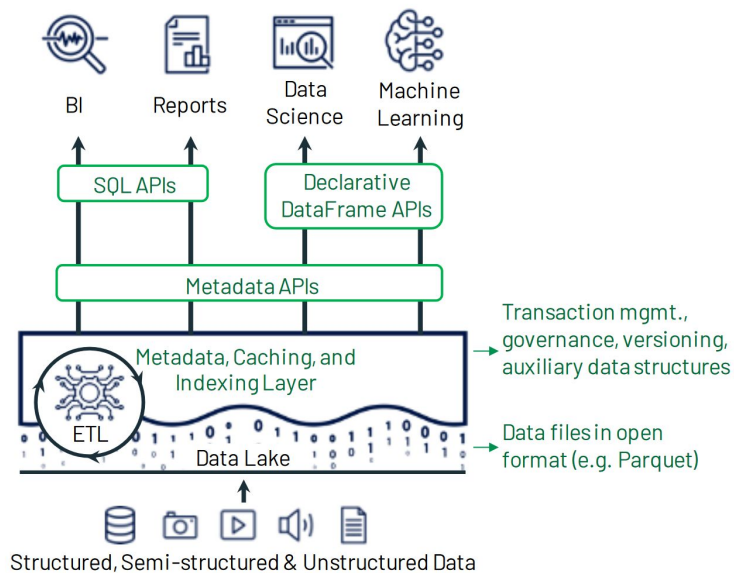 BI
Reports
Data
Science
Machine
Learning
SQL APIs
Declarative
DataFrame APIs
Metadata APIs
Metadata, Caching, and
Indexing Layer
Transaction mgmt.,
governance, versioning,
auxiliary data structures
ETL
Data Lake
Data files in open
format (e.g. Parquet)
Structured, Semi-structured & Unstructured Data